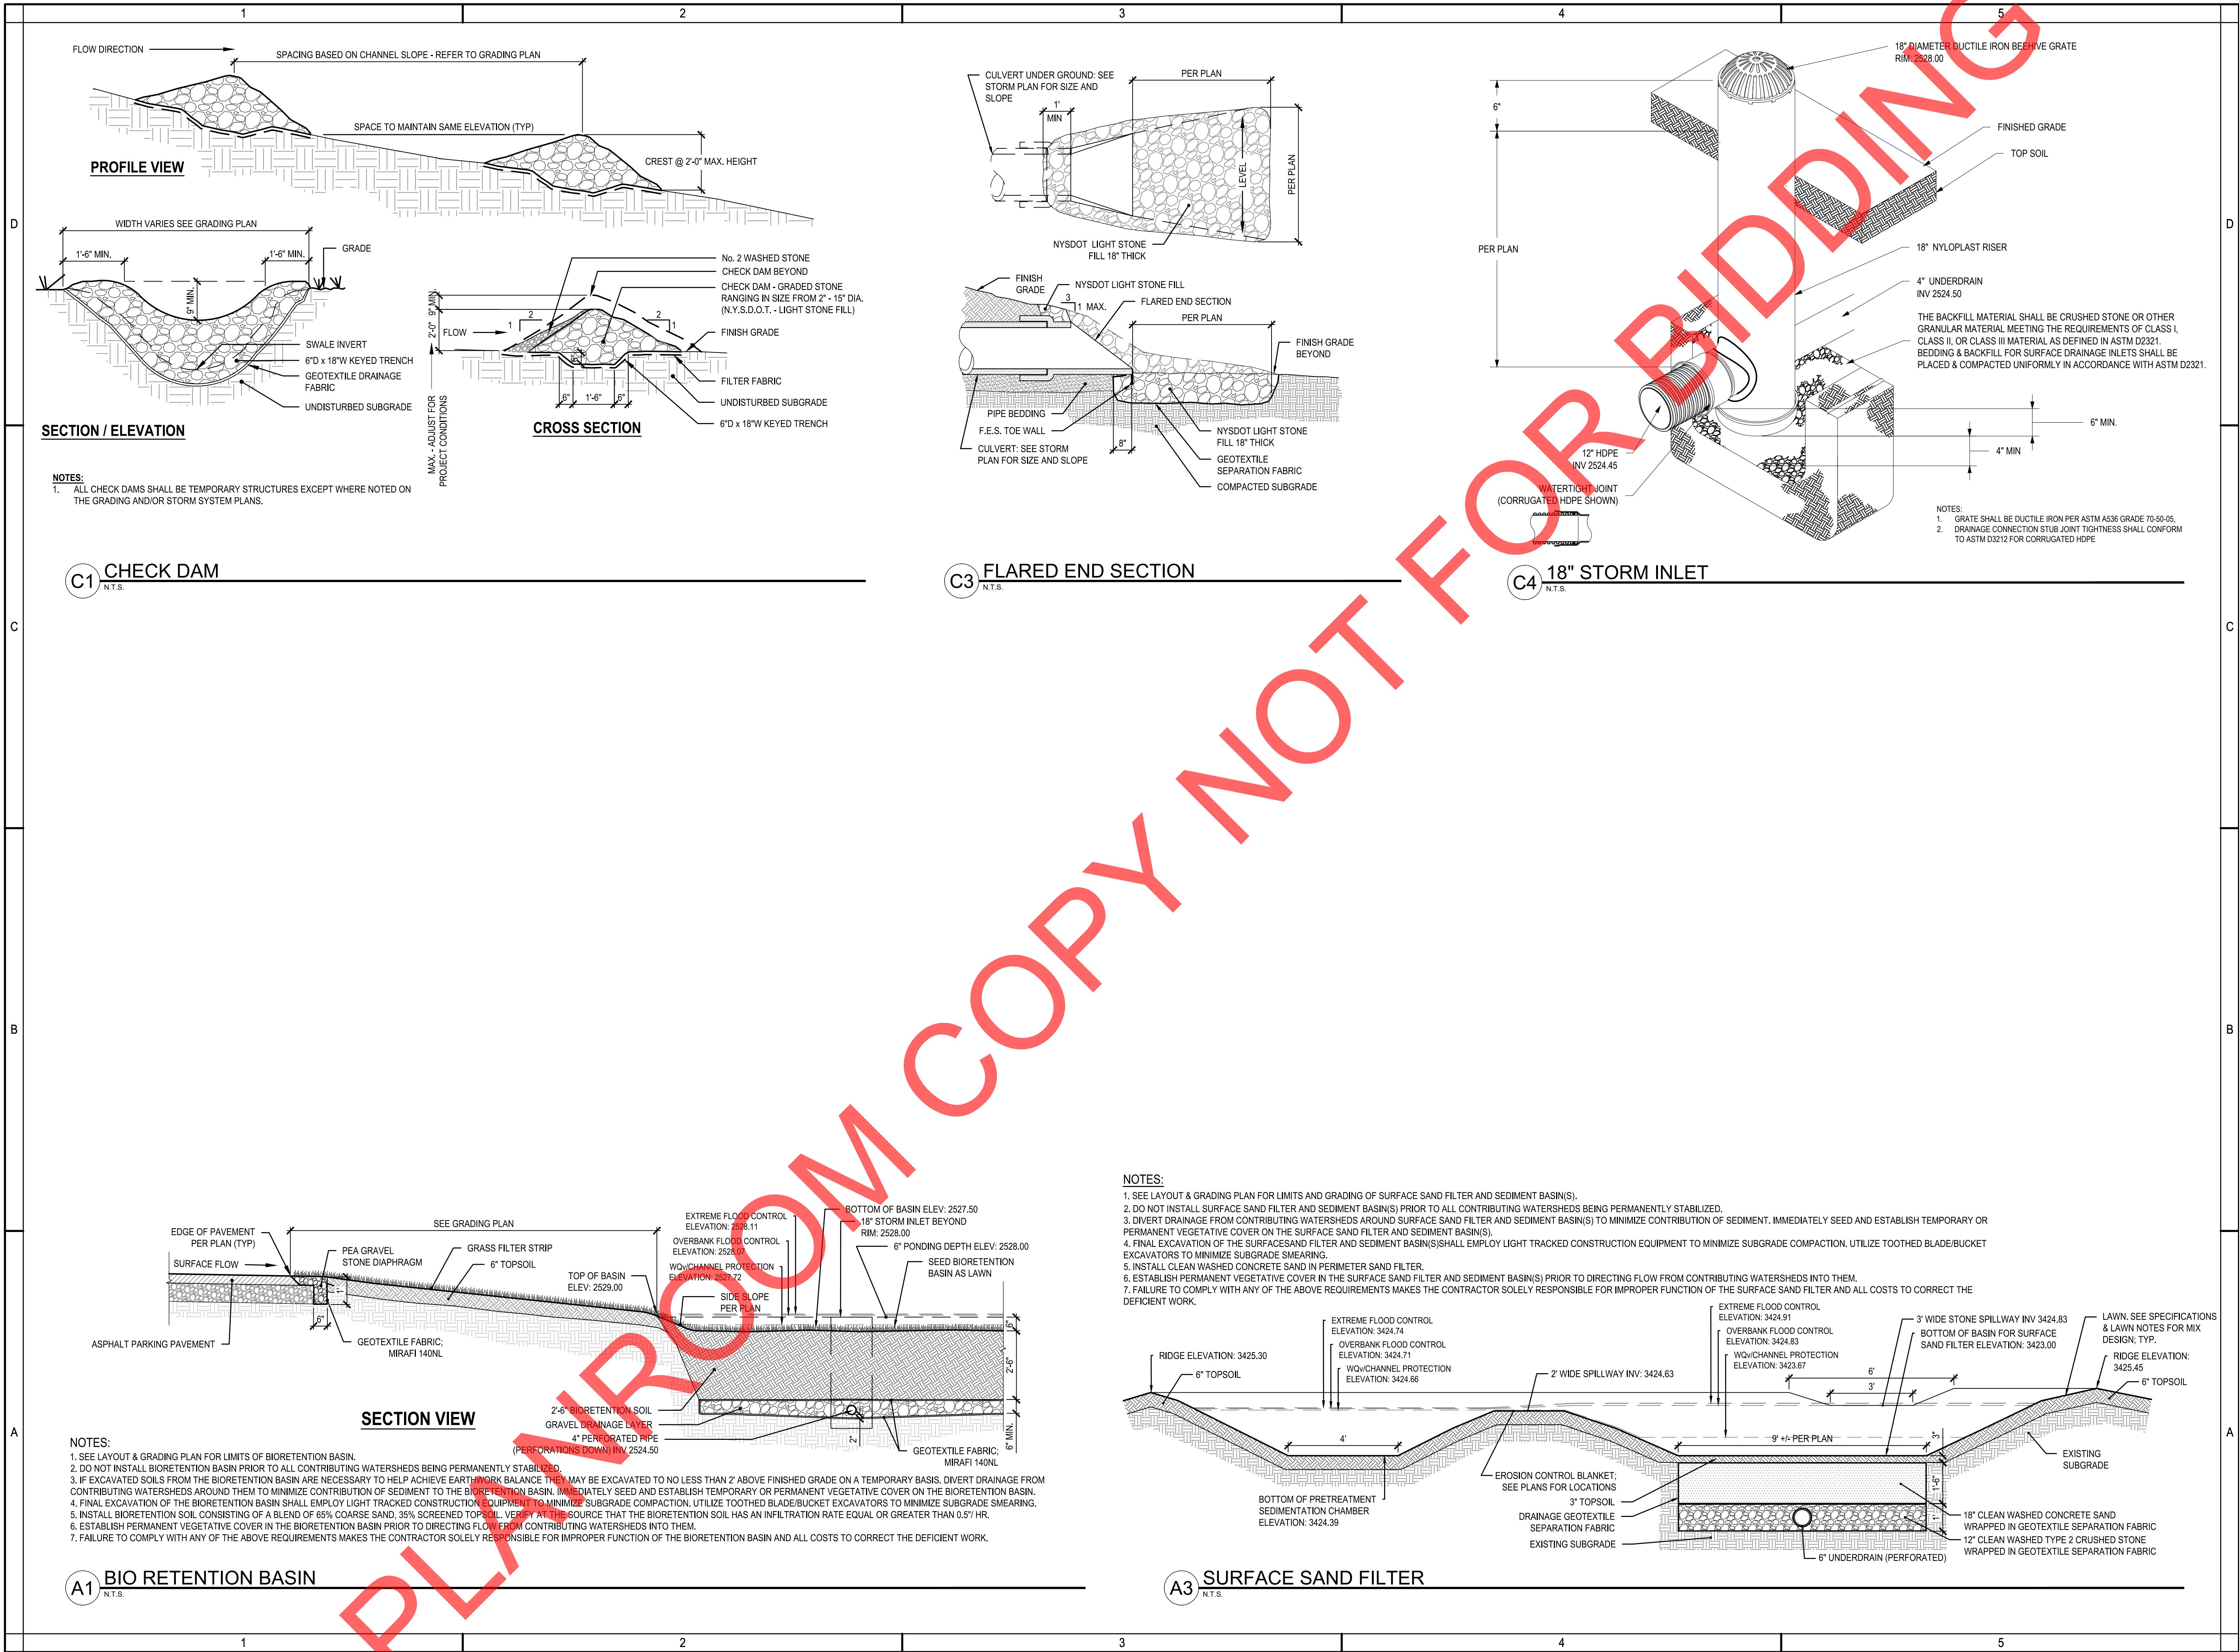 1
2
3
4
5
D
C
B
A
FLOW DIRECTION
SPACING BASED ON CHANNEL SLOPE - REFER TO GRADING PLAN
SPACE TO MAINTAIN SAME ELEVATION (TYP)
CREST @ 2'-0" MAX. HEIGHT
PROFILE VIEW
WIDTH VARIES SEE GRADING PLAN
1'-6" MIN.
1'-6" MIN.
GRADE
9" MIN.
SWALE INVERT
6"D x 18"W KEYED TRENCH
GEOTEXTILE DRAINAGE
FABRIC
UNDISTURBED SUBGRADE
SECTION / ELEVATION
No. 2 WASHED STONE
CHECK DAM BEYOND
CHECK DAM - GRADED STONE
RANGING IN SIZE FROM 2" - 15" DIA.
(N.Y.S.D.O.T. - LIGHT STONE FILL)
FINISH GRADE
FILTER FABRIC
UNDISTURBED SUBGRADE
6"D x 18"W KEYED TRENCH
FLOW
1
2
2
1
9" MIN.
2'-0"
MAX. - ADJUST FOR
PROJECT CONDITIONS
6"
6"
1'-6"
6"
CROSS SECTION
NOTES:
1. ALL CHECK DAMS SHALL BE TEMPORARY STRUCTURES EXCEPT WHERE NOTED ON
THE GRADING AND/OR STORM SYSTEM PLANS.
C1
CHECK DAM
N.T.S.
CULVERT UNDER GROUND: SEE
STORM PLAN FOR SIZE AND
SLOPE
PER PLAN
1'
MIN
LEVEL
PER PLAN
NYSDOT LIGHT STONE
FILL 18" THICK
FINISH
GRADE
NYSDOT LIGHT STONE FILL
3
1 MAX.
FLARED END SECTION
PER PLAN
FINISH GRADE
BEYOND
PIPE BEDDING
F.E.S. TOE WALL
CULVERT: SEE STORM
PLAN FOR SIZE AND SLOPE
8"
NYSDOT LIGHT STONE
FILL 18" THICK
GEOTEXTILE
SEPARATION FABRIC
COMPACTED SUBGRADE
C3
FLARED END SECTION
N.T.S.
18" DIAMETER DUCTILE IRON BEEHIVE GRATE
RIM: 2528.00
6"
FINISHED GRADE
TOP SOIL
PER PLAN
18" NYLOPLAST RISER
4" UNDERDRAIN
INV 2524.50
THE BACKFILL MATERIAL SHALL BE CRUSHED STONE OR OTHER
GRANULAR MATERIAL MEETING THE REQUIREMENTS OF CLASS I,
CLASS II, OR CLASS III MATERIAL AS DEFINED IN ASTM D2321.
BEDDING & BACKFILL FOR SURFACE DRAINAGE INLETS SHALL BE
PLACED & COMPACTED UNIFORMLY IN ACCORDANCE WITH ASTM D2321.
6" MIN.
4" MIN
12" HDPE
INV 2524.45
WATERTIGHT JOINT
(CORRUGATED HDPE SHOWN)
NOTES:
1. GRATE SHALL BE DUCTILE IRON PER ASTM A536 GRADE 70-50-05,
2. DRAINAGE CONNECTION STUB JOINT TIGHTNESS SHALL CONFORM
TO ASTM D3212 FOR CORRUGATED HDPE
C4
18" STORM INLET
N.T.S.
EDGE OF PAVEMENT
PER PLAN (TYP)
SURFACE FLOW
SEE GRADING PLAN
PEA GRAVEL
STONE DIAPHRAGM
GRASS FILTER STRIP
6" TOPSOIL
TOP OF BASIN
ELEV: 2529.00
1'
6"
ASPHALT PARKING PAVEMENT
GEOTEXTILE FABRIC;
MIRAFI 140NL
EXTREME FLOOD CONTROL
ELEVATION: 2528.11
OVERBANK FLOOD CONTROL
ELEVATION: 2528.07
WQv/CHANNEL PROTECTION
ELEVATION: 2527.72
SIDE SLOPE
PER PLAN
BOTTOM OF BASIN ELEV: 2527.50
18" STORM INLET BEYOND
RIM: 2528.00
6" PONDING DEPTH ELEV: 2528.00
SEED BIORETENTION
BASIN AS LAWN
6"
2'-6"
6" MIN.
2'-6" BIORETENTION SOIL
GRAVEL DRAINAGE LAYER
4" PERFORATED PIPE
(PERFORATIONS DOWN) INV 2524.50
2'
GEOTEXTILE FABRIC;
MIRAFI 140NL
SECTION VIEW
NOTES:
1. SEE LAYOUT & GRADING PLAN FOR LIMITS OF BIORETENTION BASIN.
2. DO NOT INSTALL BIORETENTION BASIN PRIOR TO ALL CONTRIBUTING WATERSHEDS BEING PERMANENTLY STABILIZED.
3. IF EXCAVATED SOILS FROM THE BIORETENTION BASIN ARE NECESSARY TO HELP ACHIEVE EARTHWORK BALANCE THEY MAY BE EXCAVATED TO NO LESS THAN 2' ABOVE FINISHED GRADE ON A TEMPORARY BASIS. DIVERT DRAINAGE FROM
CONTRIBUTING WATERSHEDS AROUND THEM TO MINIMIZE CONTRIBUTION OF SEDIMENT TO THE BIORETENTION BASIN. IMMEDIATELY SEED AND ESTABLISH TEMPORARY OR PERMANENT VEGETATIVE COVER ON THE BIORETENTION BASIN.
4. FINAL EXCAVATION OF THE BIORETENTION BASIN SHALL EMPLOY LIGHT TRACKED CONSTRUCTION EQUIPMENT TO MINIMIZE SUBGRADE COMPACTION. UTILIZE TOOTHED BLADE/BUCKET EXCAVATORS TO MINIMIZE SUBGRADE SMEARING.
5. INSTALL BIORETENTION SOIL CONSISTING OF A BLEND OF 65% COARSE SAND, 35% SCREENED TOPSOIL. VERIFY AT THE SOURCE THAT THE BIORETENTION SOIL HAS AN INFILTRATION RATE EQUAL OR GREATER THAN 0.5"/ HR.
6. ESTABLISH PERMANENT VEGETATIVE COVER IN THE BIORETENTION BASIN PRIOR TO DIRECTING FLOW FROM CONTRIBUTING WATERSHEDS INTO THEM.
7. FAILURE TO COMPLY WITH ANY OF THE ABOVE REQUIREMENTS MAKES THE CONTRACTOR SOLELY RESPONSIBLE FOR IMPROPER FUNCTION OF THE BIORETENTION BASIN AND ALL COSTS TO CORRECT THE DEFICIENT WORK.
A1
BIO RETENTION BASIN
N.T.S.
NOTES:
1. SEE LAYOUT & GRADING PLAN FOR LIMITS AND GRADING OF SURFACE SAND FILTER AND SEDIMENT BASIN(S).
2. DO NOT INSTALL SURFACE SAND FILTER AND SEDIMENT BASIN(S) PRIOR TO ALL CONTRIBUTING WATERSHEDS BEING PERMANENTLY STABILIZED.
3. DIVERT DRAINAGE FROM CONTRIBUTING WATERSHEDS AROUND SURFACE SAND FILTER AND SEDIMENT BASIN(S) TO MINIMIZE CONTRIBUTION OF SEDIMENT. IMMEDIATELY SEED AND ESTABLISH TEMPORARY OR
PERMANENT VEGETATIVE COVER ON THE SURFACE SAND FILTER AND SEDIMENT BASIN(S).
4. FINAL EXCAVATION OF THE SURFACESAND FILTER AND SEDIMENT BASIN(S)SHALL EMPLOY LIGHT TRACKED CONSTRUCTION EQUIPMENT TO MINIMIZE SUBGRADE COMPACTION. UTILIZE TOOTHED BLADE/BUCKET
EXCAVATORS TO MINIMIZE SUBGRADE SMEARING.
5. INSTALL CLEAN WASHED CONCRETE SAND IN PERIMETER SAND FILTER.
6. ESTABLISH PERMANENT VEGETATIVE COVER IN THE SURFACE SAND FILTER AND SEDIMENT BASIN(S) PRIOR TO DIRECTING FLOW FROM CONTRIBUTING WATERSHEDS INTO THEM.
7. FAILURE TO COMPLY WITH ANY OF THE ABOVE REQUIREMENTS MAKES THE CONTRACTOR SOLELY RESPONSIBLE FOR IMPROPER FUNCTION OF THE SURFACE SAND FILTER AND ALL COSTS TO CORRECT THE
DEFICIENT WORK.
RIDGE ELEVATION: 3425.30
6" TOPSOIL
EXTREME FLOOD CONTROL
ELEVATION: 3424.74
OVERBANK FLOOD CONTROL
ELEVATION: 3424.71
WQv/CHANNEL PROTECTION
ELEVATION: 3424.66
2' WIDE SPILLWAY INV: 3424.63
EXTREME FLOOD CONTROL
ELEVATION: 3424.91
OVERBANK FLOOD CONTROL
ELEVATION: 3424.83
WQv/CHANNEL PROTECTION
ELEVATION: 3423.67
3' WIDE STONE SPILLWAY INV 3424.83
BOTTOM OF BASIN FOR SURFACE
SAND FILTER ELEVATION: 3423.00
LAWN. SEE SPECIFICATIONS
& LAWN NOTES FOR MIX
DESIGN; TYP.
RIDGE ELEVATION:
3425.45
6" TOPSOIL
6'
3'
4'
9' +/- PER PLAN
3"
1'-6"
1'
EXISTING
SUBGRADE
BOTTOM OF PRETREATMENT
SEDIMENTATION CHAMBER
ELEVATION: 3424.39
EROSION CONTROL BLANKET;
SEE PLANS FOR LOCATIONS
3" TOPSOIL
DRAINAGE GEOTEXTILE
SEPARATION FABRIC
EXISTING SUBGRADE
18" CLEAN WASHED CONCRETE SAND
WRAPPED IN GEOTEXTILE SEPARATION FABRIC
12" CLEAN WASHED TYPE 2 CRUSHED STONE
WRAPPED IN GEOTEXTILE SEPARATION FABRIC
6" UNDERDRAIN (PERFORATED)
A3
SURFACE SAND FILTER
N.T.S.
PLANROOM COPY NOT FOR BIDDING
D
C
B
A
1
2
3
4
5